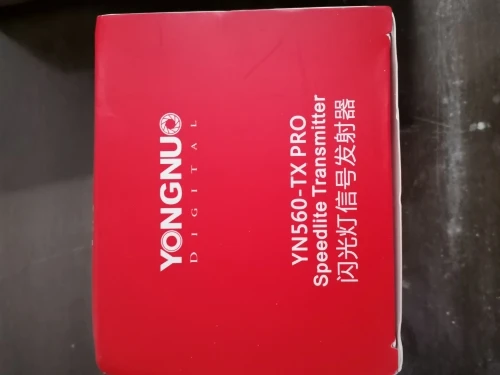 YONGNUO
DIGITAL
YN560-TX PRO
Speedlite Transmitter
闪光灯信号发射器